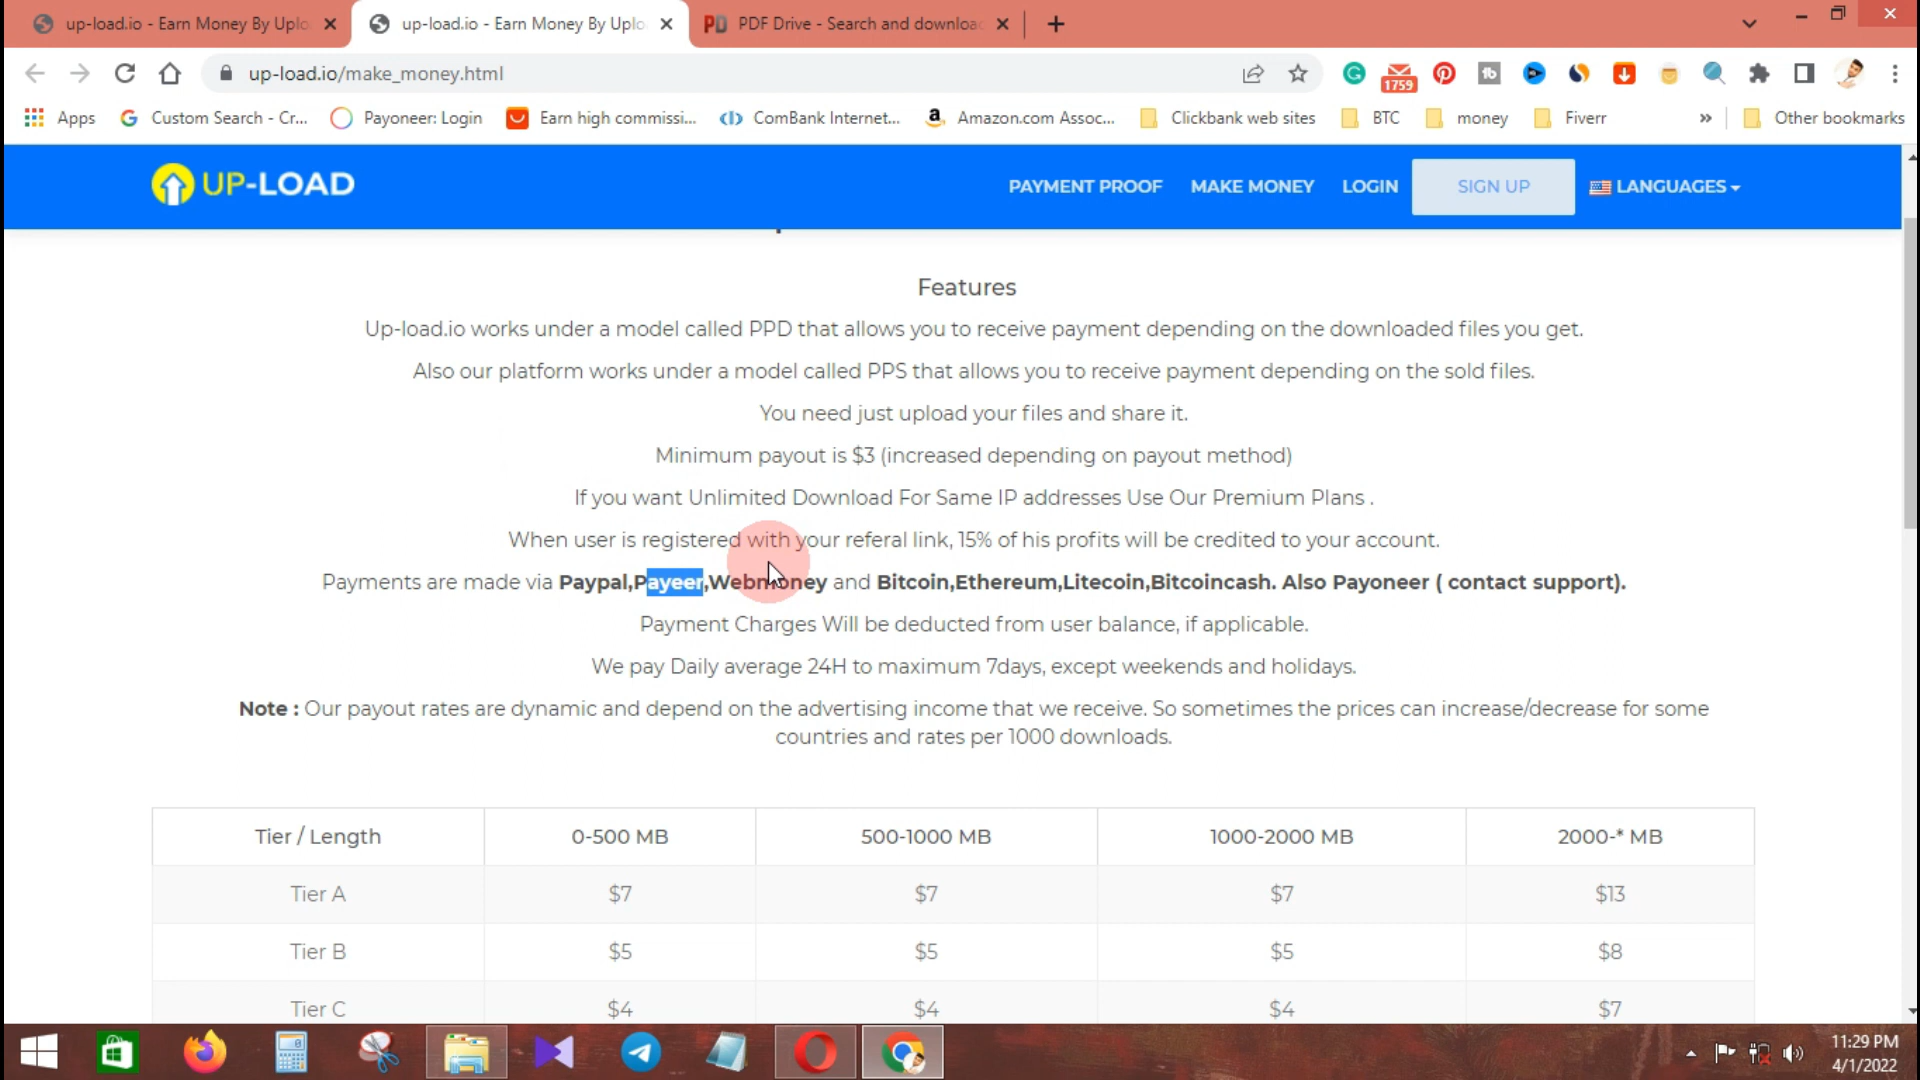 up-load.io - Earn Money By Uplo
up-load.io - Earn Money By Uplo
PD PDF Drive - Search and downloa
up-load.io/make_money.html
1759
Apps
Custom Search - Cr...
Payoneer: Login
Earn high commissi...
ComBank Internet...
Amazon.com Assoc...
Clickbank web sites
BTC
money
Fiverr
»
Other bookmarks
UP-LOAD
PAYMENT PROOF
MAKE MONEY
LOGIN
SIGN UP
LANGUAGES
Features
Up-load.io works under a model called PPD that allows you to receive payment depending on the downloaded files you get.
Also our platform works under a model called PPS that allows you to receive payment depending on the sold files.
You need just upload your files and share it.
Minimum payout is $3 (increased depending on payout method)
If you want Unlimited Download For Same IP addresses Use Our Premium Plans .
When user is registered with your referal link, 15% of his profits will be credited to your account.
Payments are made via Paypal,Payeer,Webmoney and Bitcoin,Ethereum,Litecoin,Bitcoincash. Also Payoneer ( contact support).
Payment Charges Will be deducted from user balance, if applicable.
We pay Daily average 24H to maximum 7days, except weekends and holidays.
Note : Our payout rates are dynamic and depend on the advertising income that we receive. So sometimes the prices can increase/decrease for some
countries and rates per 1000 downloads.
Tier / Length 0-500 MB 500-1000 MB 1000-2000 MB 2000-* MB
Tier A $7 $7 $7 $13
Tier B $5 $5 $5 $8
Tier C $4 $4 $4 $7
11:29 PM
4/1/2022